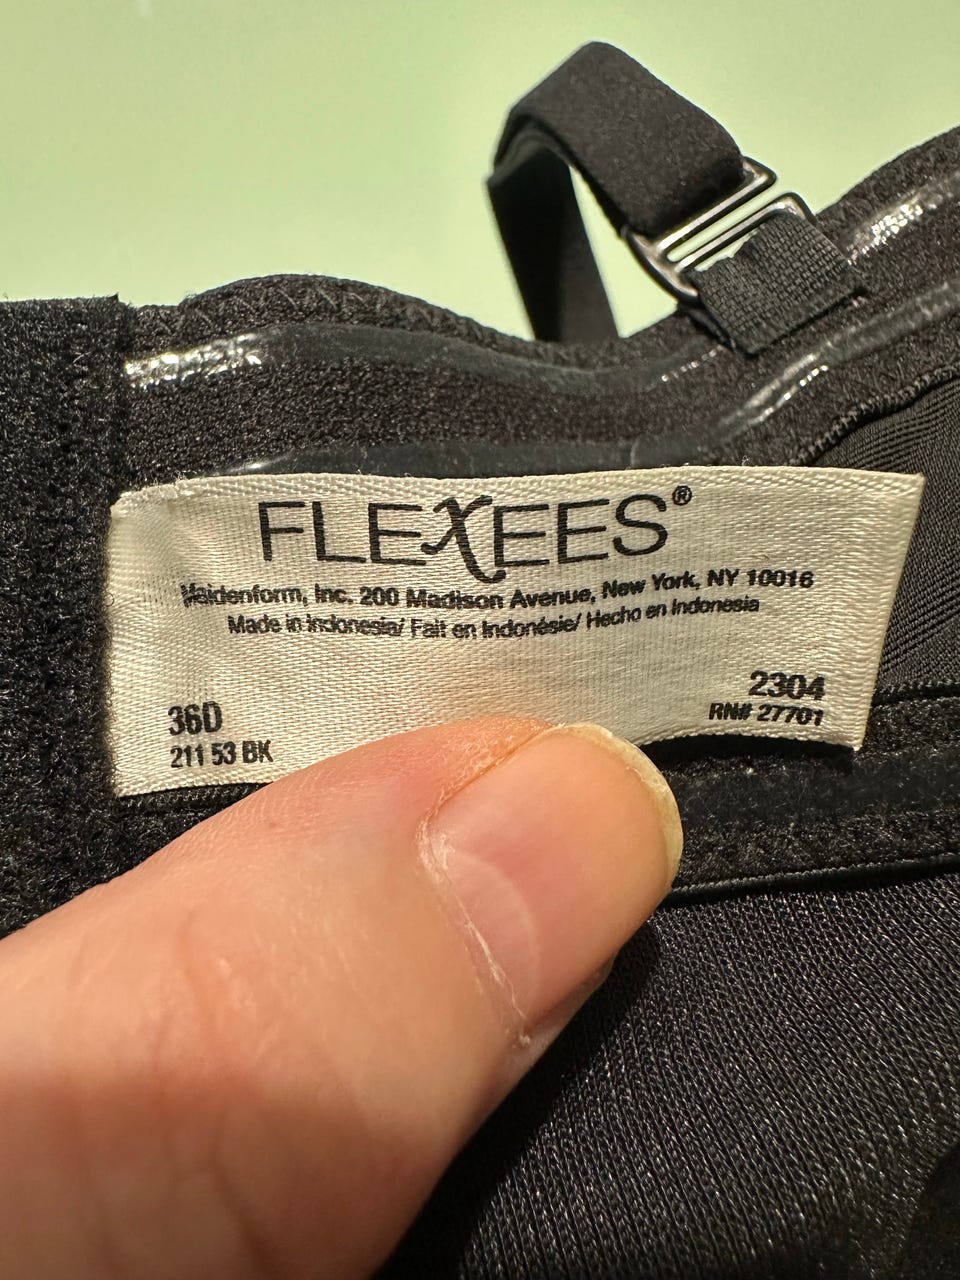 FLEXEES®
Maidenform, Inc. 200 Madison Avenue, New York, NY 10016
Made in Indonesia/ Fait en Indonésie/ Hecho en Indonesia
36D
211 53 BK
2304
RN# 27701